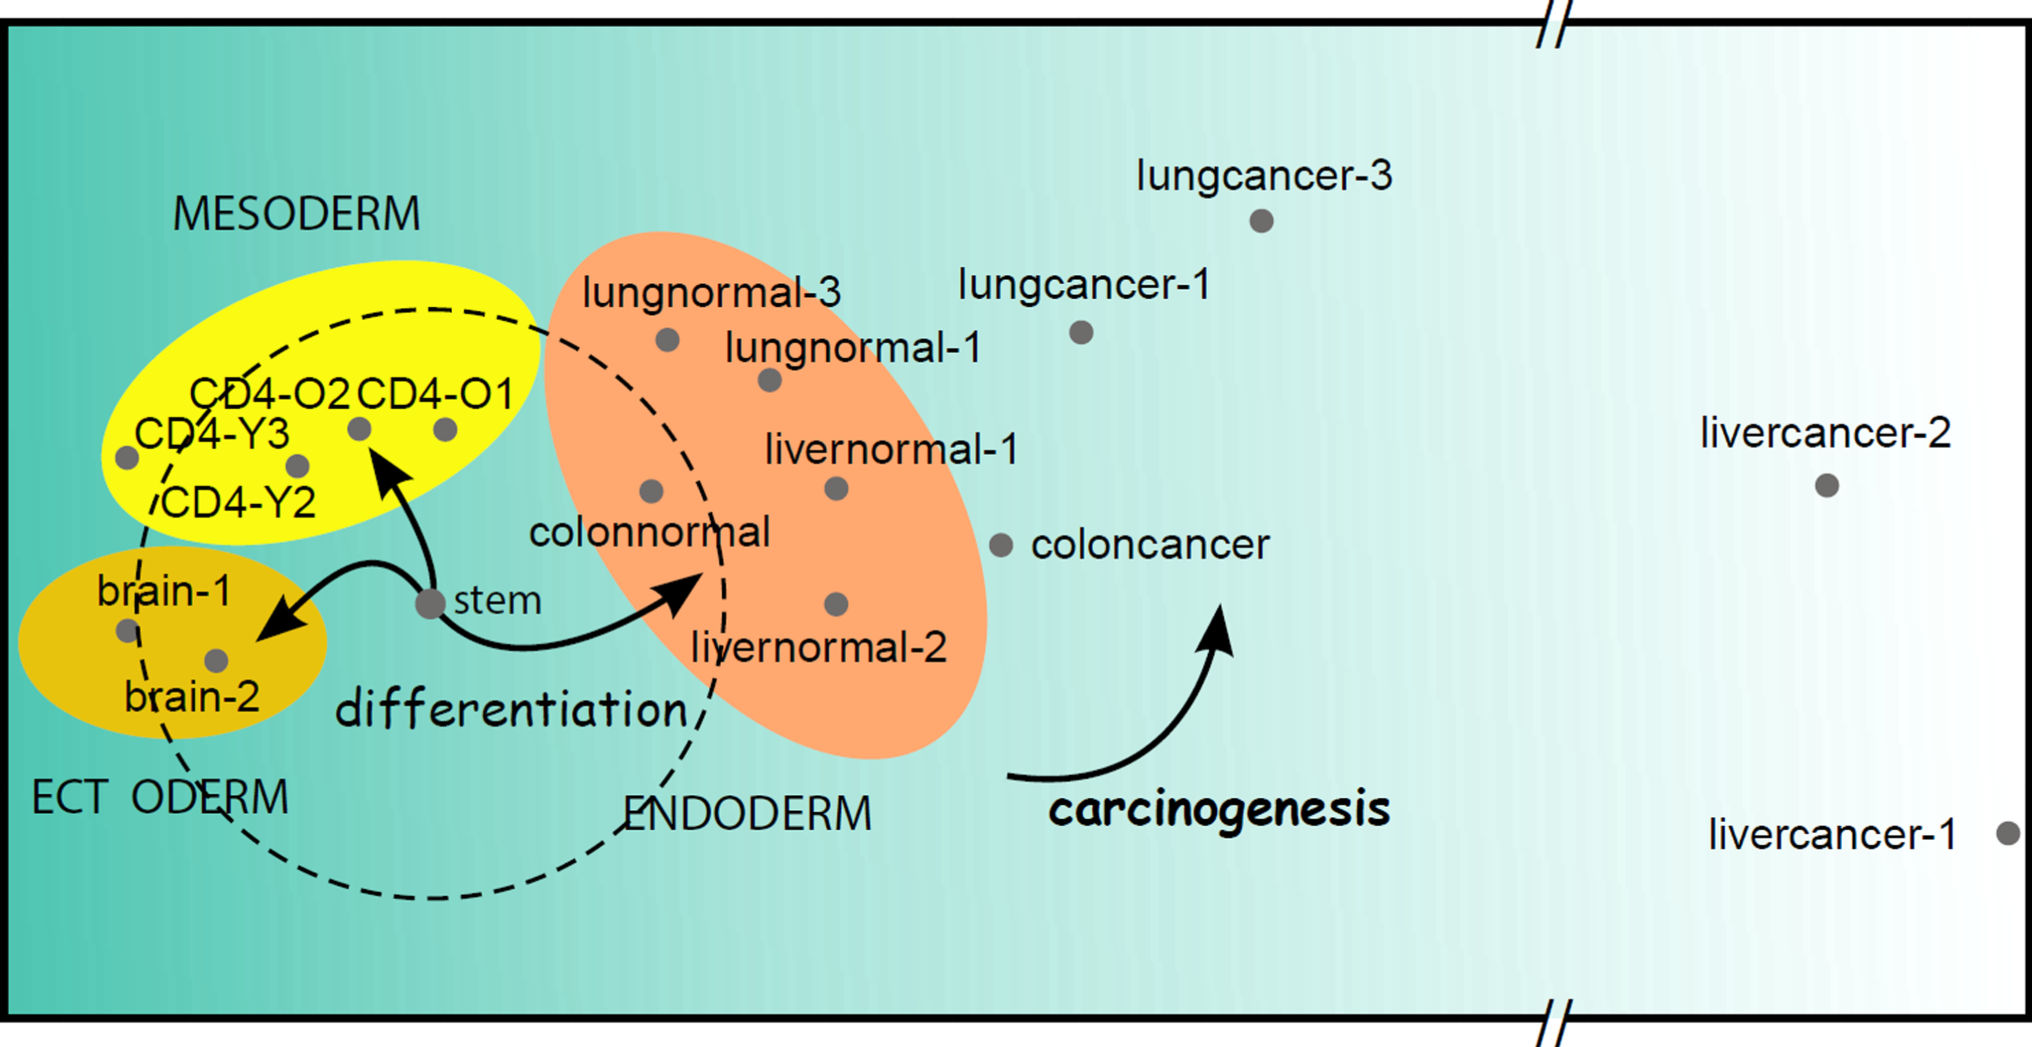 lungcancer-3
MESODERM
lungnormal-3
lungcancer-1
lungnormal-1
CD4-O2 CD4-O1
CD4-Y3
livernormal-1
livercancer-2
CD4-Y2
colonnormal
coloncancer
brain-1
stem
livernormal-2
brain-2
differentiation
ECT ODERM
ENDODERM
carcinogenesis
livercancer-1